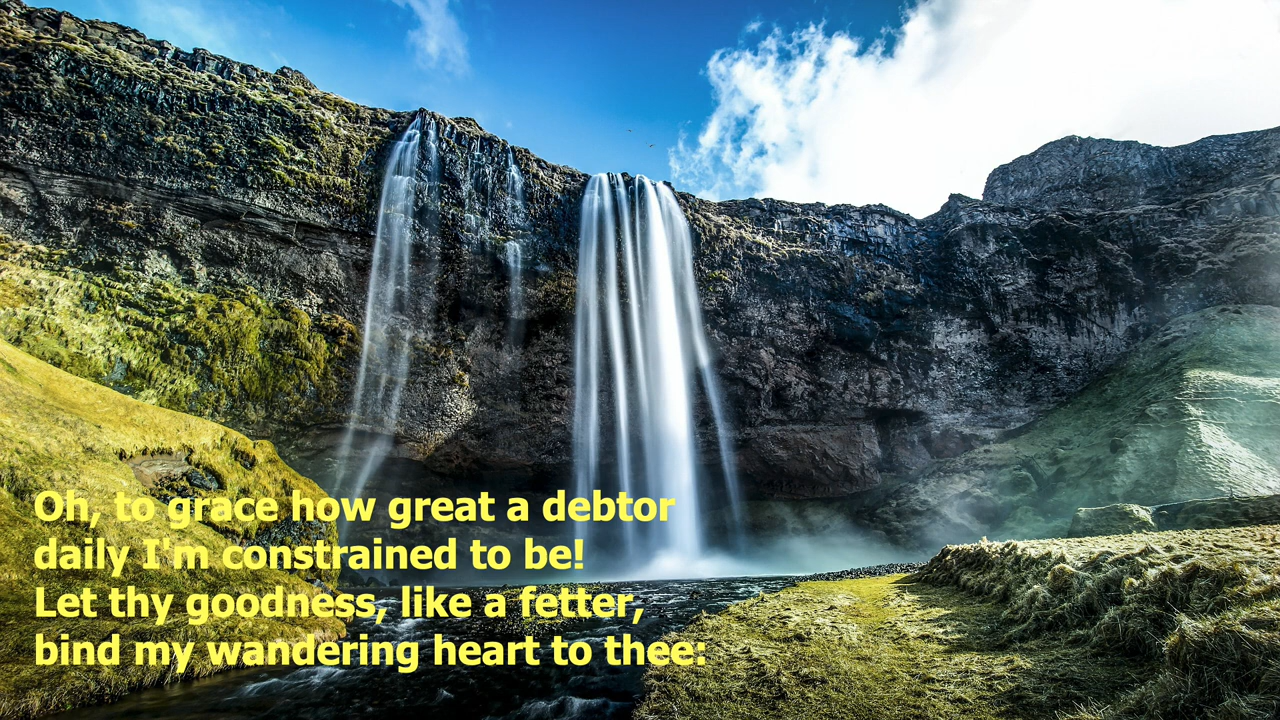 Oh, to grace how great a debtor
daily I'm constrained to be!
Let thy goodness, like a fetter,
bind my wandering heart to thee: